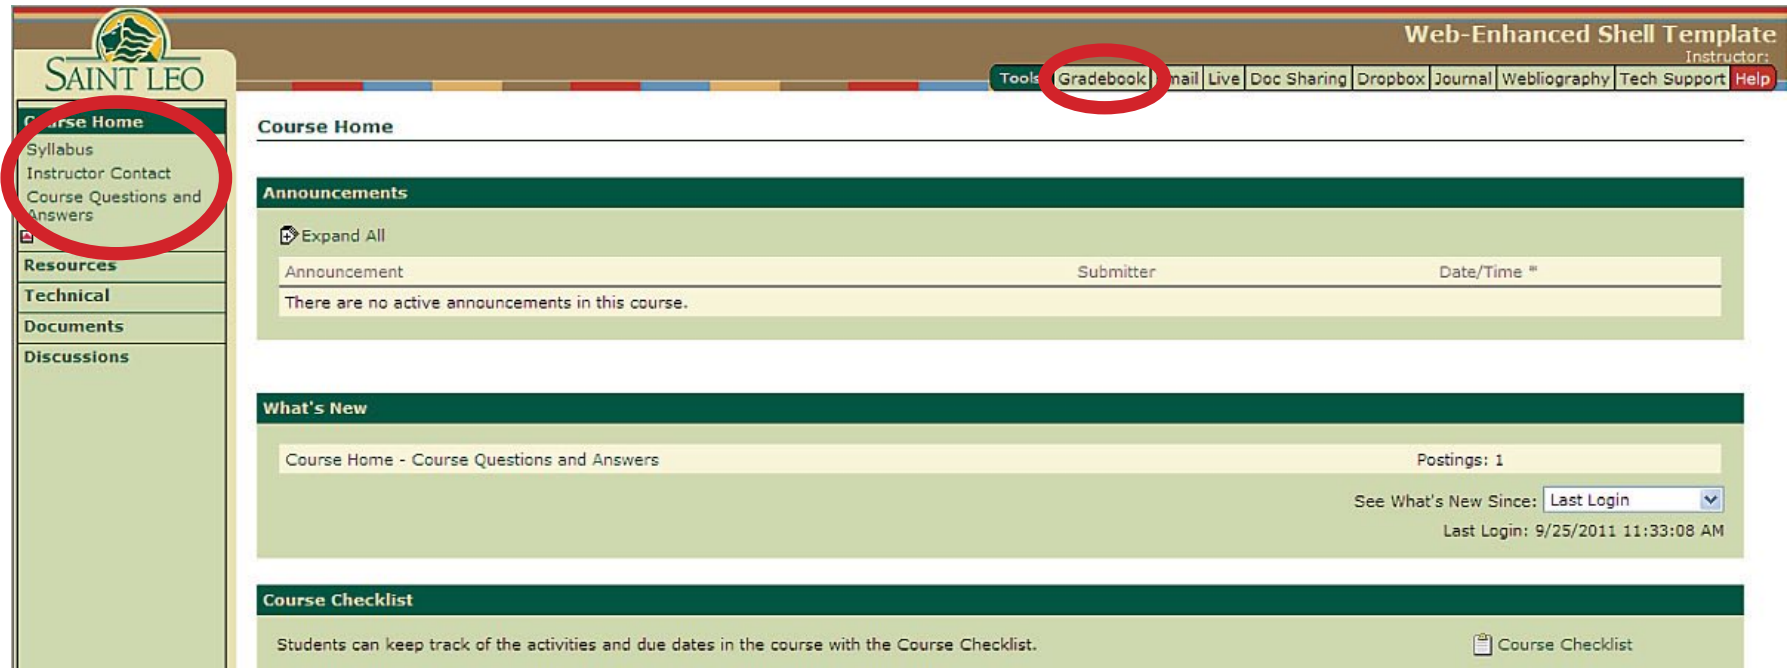 Web-Enhanced Shell Template
Instructor:
SAINT LEO
Tools Gradebook Email Live Doc Sharing Dropbox Journal Webliography Tech Support Help
Course Home
Syllabus
Instructor Contact
Course Questions and
Answers
Resources
Technical
Documents
Discussions
Course Home
Announcements
Expand All
Announcement Submitter Date/Time *
There are no active announcements in this course.
What's New
Course Home - Course Questions and Answers Postings: 1
See What's New Since: Last Login
Last Login: 9/25/2011 11:33:08 AM
Course Checklist
Students can keep track of the activities and due dates in the course with the Course Checklist. Course Checklist